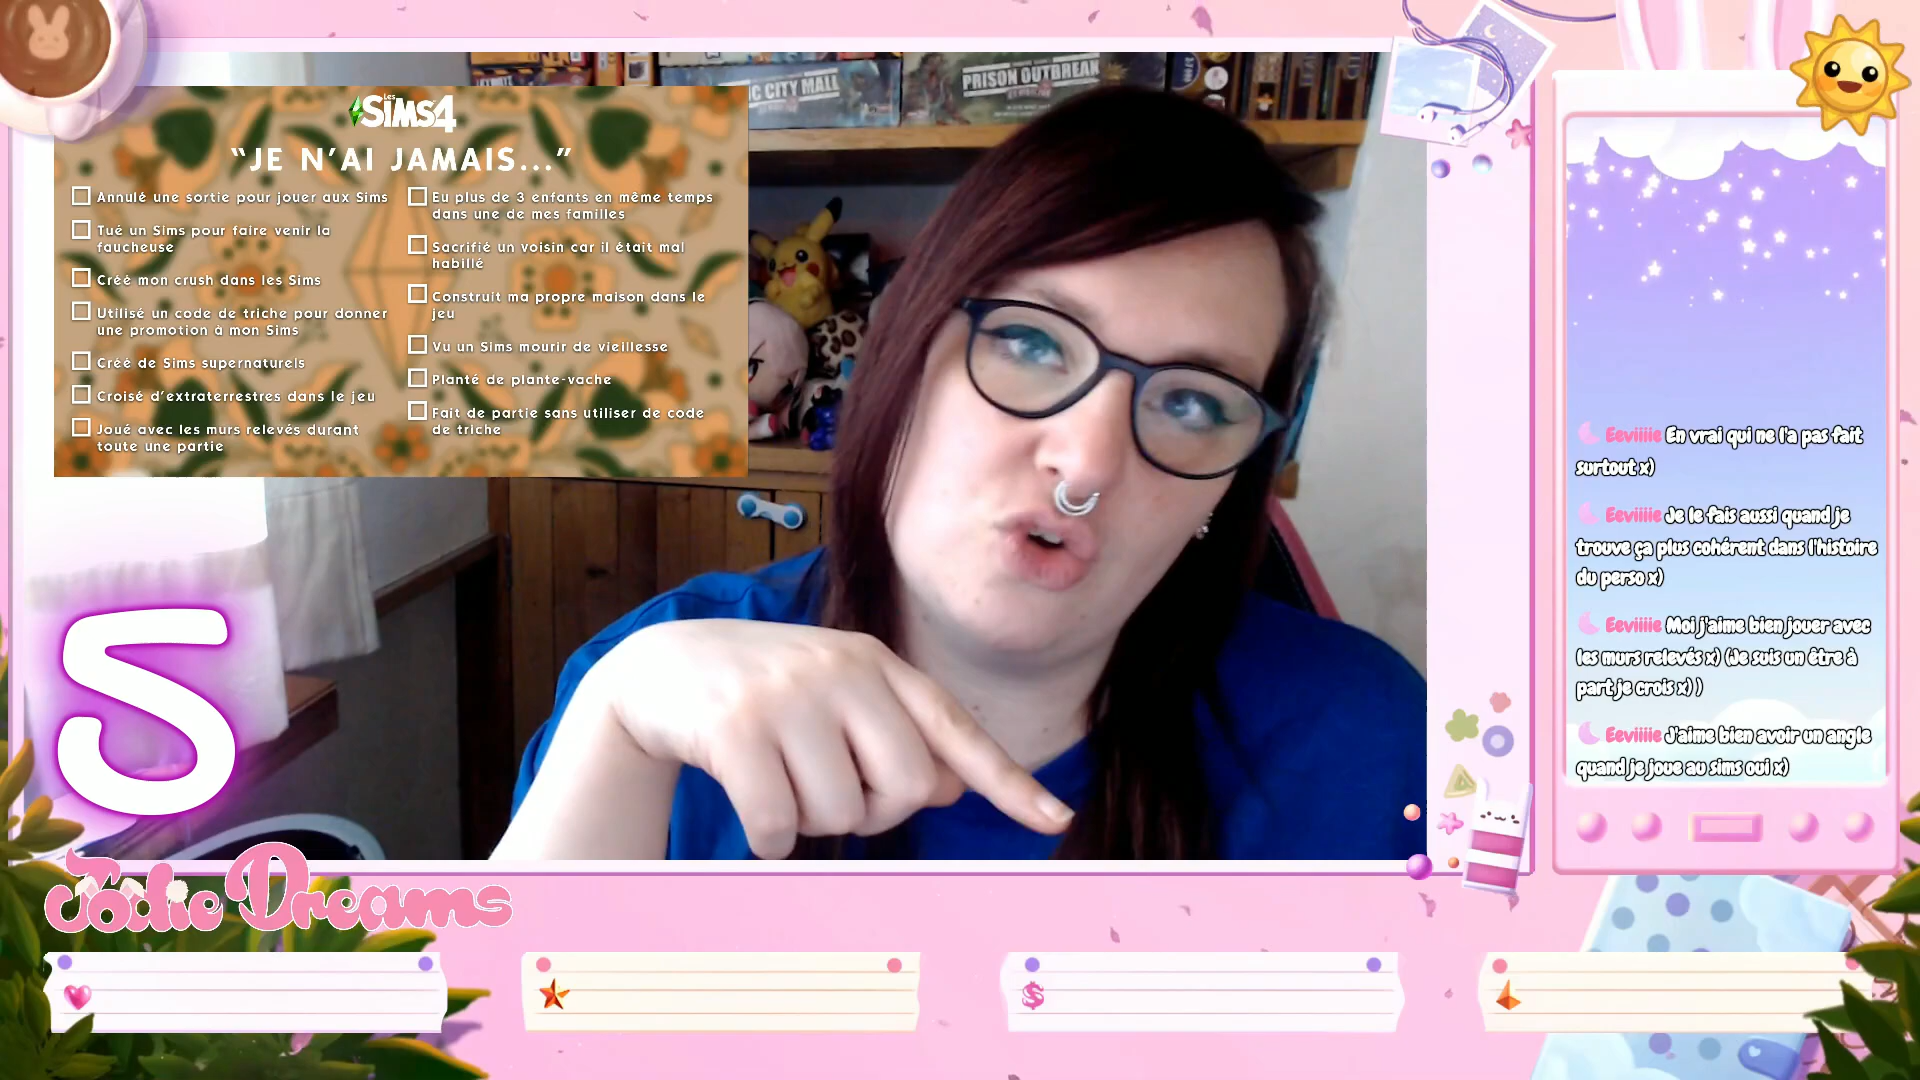 IC CITY MALL
PRISON OUTBREAK
Les
SIMS4
“JE N’AI JAMAIS...”
Annulé une sortie pour jouer aux Sims
Tué un Sims pour faire venir la
faucheuse
Créé mon crush dans les Sims
Utilisé un code de triche pour donner
une promotion à mon Sims
Créé de Sims supernaturels
Croisé d’extraterrestres dans le jeu
Joué avec les murs relevés durant
toute une partie
Eu plus de 3 enfants en même temps
dans une de mes familles
Sacrifié un voisin car il était mal
habillé
Construit ma propre maison dans le
jeu
Vu un Sims mourir de vieillesse
Planté de plante-vache
Fait de partie sans utiliser de code
de triche
Eeviiiie En vrai qui ne l'a pas fait
surtout x)
Eeviiiie Je le fais aussi quand je
trouve ça plus cohérent dans l'histoire
du perso x)
Eeviiiie Moi j'aime bien jouer avec
les murs relevés x) (Je suis un être à
part je crois x) )
Eeviiiie J'aime bien avoir un angle
quand je joue au sims oui x)
S
Jodie Dreams